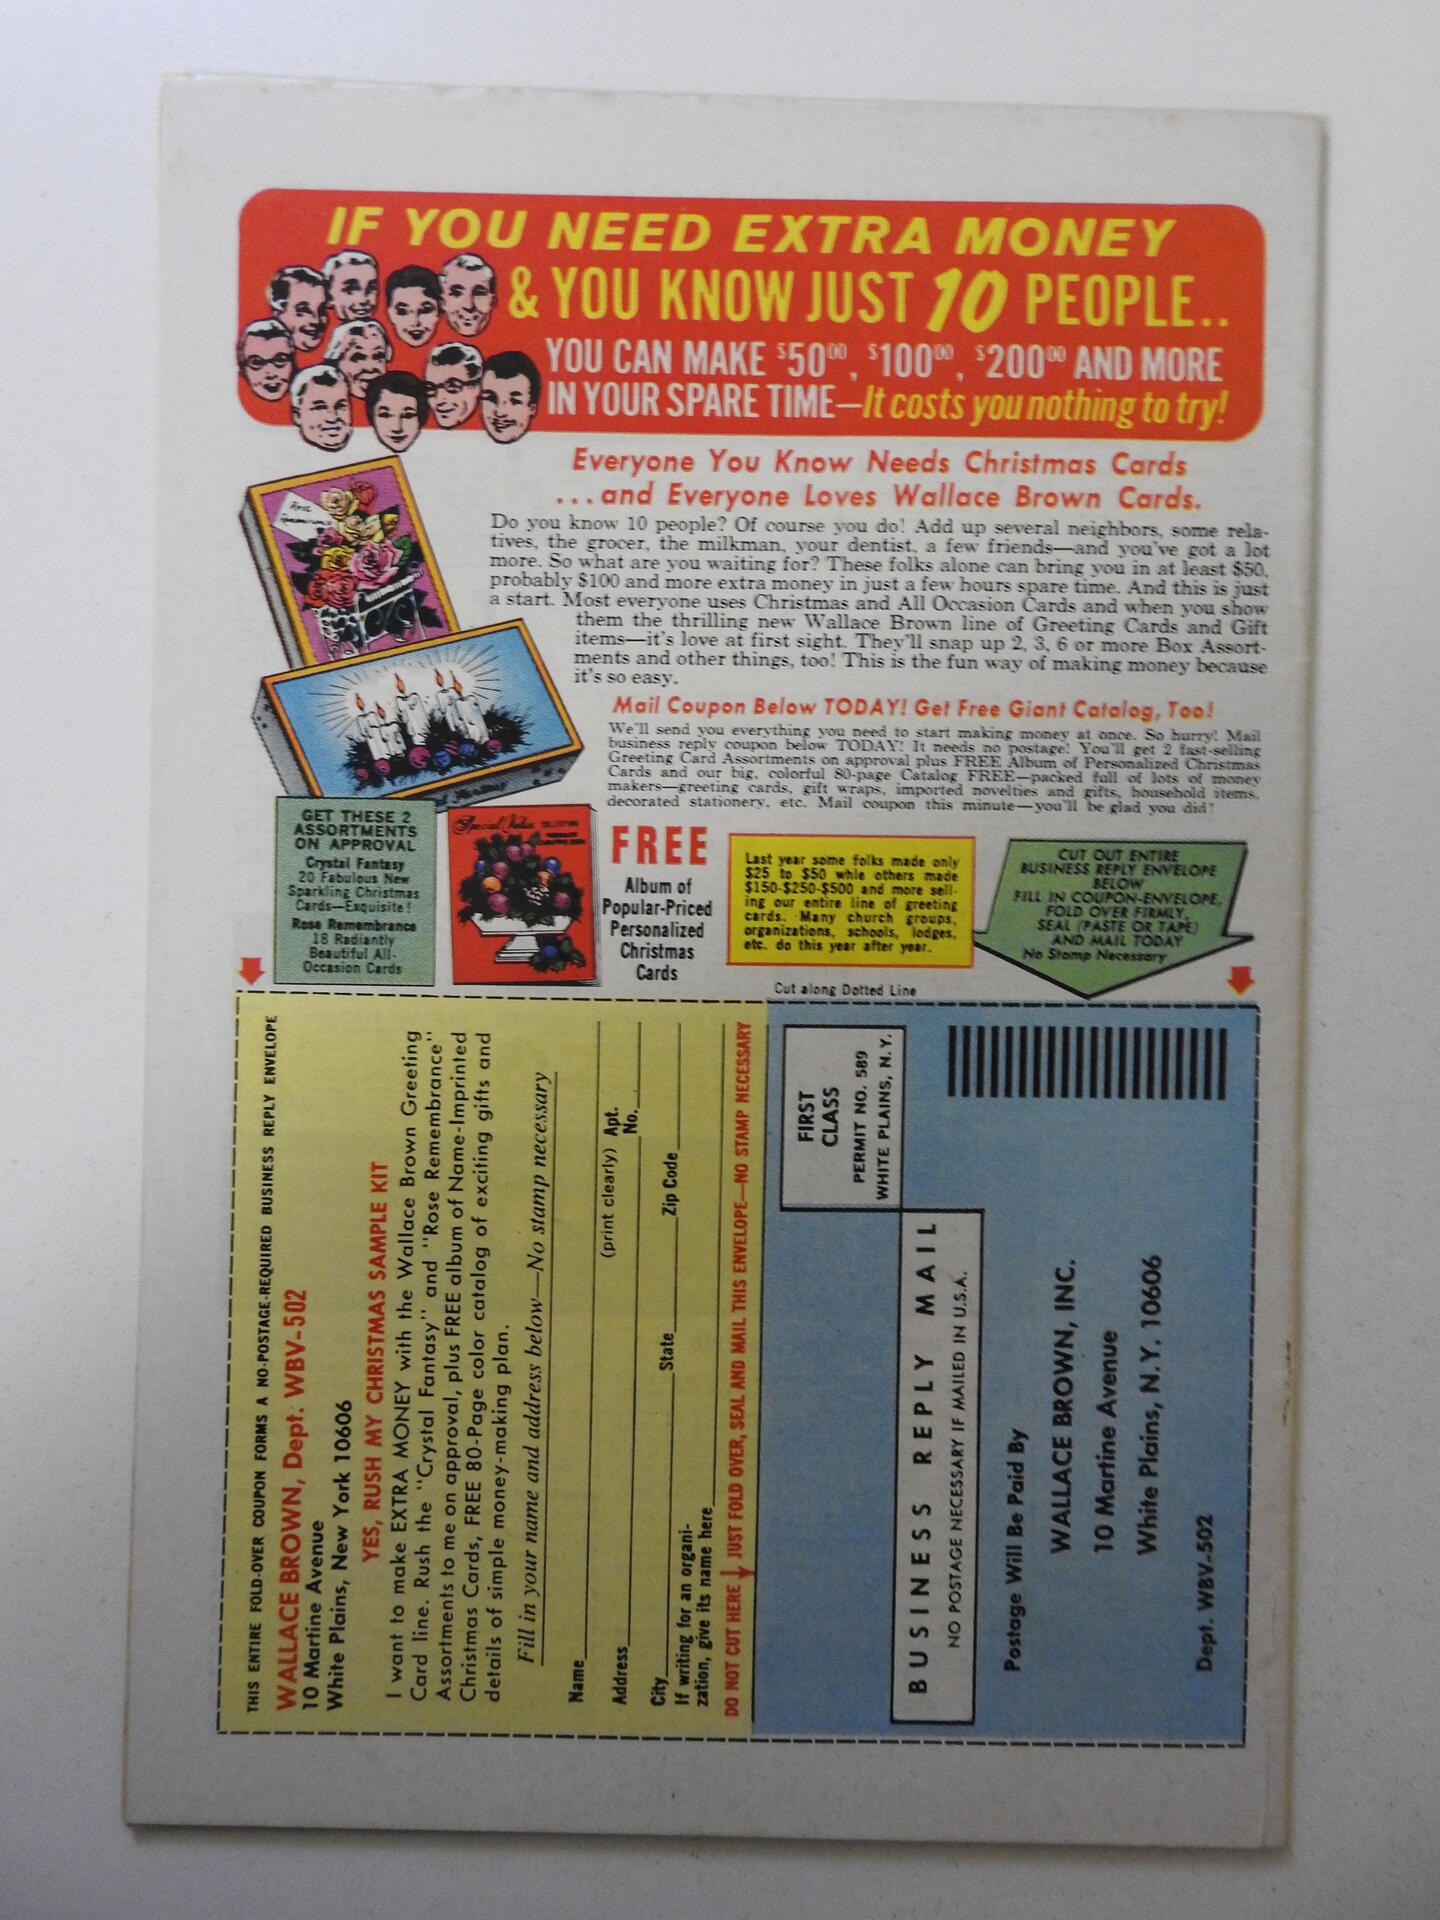 IF YOU NEED EXTRA MONEY
& YOU KNOW JUST 10 PEOPLE..
YOU CAN MAKE $50⁰⁰, $100⁰⁰, $200⁰⁰ AND MORE
IN YOUR SPARE TIME—It costs you nothing to try!
Everyone You Know Needs Christmas Cards
...and Everyone Loves Wallace Brown Cards.
Do you know 10 people? Of course you do! Add up several neighbors, some rela-
tives, the grocer, the milkman, your dentist, a few friends—and you've got a lot
more. So what are you waiting for? These folks alone can bring you in at least $50,
probably $100 and more extra money in just a few hours spare time. And this is just
a start. Most everyone uses Christmas and All Occasion Cards and when you show
them the thrilling new Wallace Brown line of Greeting Cards and Gift
items—it's love at first sight. They'll snap up 2, 3, 6 or more Box Assort-
ments and other things, too! This is the fun way of making money because
it's so easy.
Mail Coupon Below TODAY! Get Free Giant Catalog, Too!
We'll send you everything you need to start making money at once. So hurry! Mail
business reply coupon below TODAY! It needs no postage! You'll get 2 fast-selling
Greeting Card Assortments on approval plus FREE Album of Personalized Christmas
Cards and our big, colorful 80-page Catalog FREE—packed full of lots of money
makers—greeting cards, gift wraps, imported novelties and gifts, household items,
decorated stationery, etc. Mail coupon this minute—you'll be glad you did!
Rose
Remembrance
GET THESE 2
ASSORTMENTS
ON APPROVAL
Crystal Fantasy
20 Fabulous New
Sparkling Christmas
Cards—Exquisite!
Rose Remembrance
18 Radiantly
Beautiful All-
Occasion Cards
Special Value
FREE
Album of
Popular-Priced
Personalized
Christmas
Cards
Last year some folks made only
$25 to $50 while others made
$150-$250-$500 and more sell-
ing our entire line of greeting
cards. Many church groups,
organizations, schools, lodges,
etc. do this year after year.
CUT OUT ENTIRE
BUSINESS REPLY ENVELOPE
BELOW
FILL IN COUPON-ENVELOPE,
FOLD OVER FIRMLY,
SEAL (PASTE OR TAPE)
AND MAIL TODAY
No Stamp Necessary
Cut along Dotted Line
THIS ENTIRE FOLD-OVER COUPON FORMS A NO-POSTAGE-REQUIRED BUSINESS REPLY ENVELOPE
WALLACE BROWN, Dept. WBV-502
10 Martine Avenue
White Plains, New York 10606
YES, RUSH MY CHRISTMAS SAMPLE KIT
I want to make EXTRA MONEY with the Wallace Brown Greeting
Card line. Rush the "Crystal Fantasy" and "Rose Remembrance"
Assortments to me on approval, plus FREE album of Name-Imprinted
Christmas Cards, FREE 80-Page color catalog of exciting gifts and
details of simple money-making plan.
Fill in your name and address below—No stamp necessary
Name
(print clearly)
Address Apt. No.
City State Zip Code
If writing for an organi-
zation, give its name here
DO NOT CUT HERE JUST FOLD OVER, SEAL AND MAIL THIS ENVELOPE—NO STAMP NECESSARY
FIRST
CLASS
PERMIT NO. 589
WHITE PLAINS, N.Y.
BUSINESS REPLY MAIL
NO POSTAGE NECESSARY IF MAILED IN U.S.A.
Postage Will Be Paid By
WALLACE BROWN, INC.
10 Martine Avenue
White Plains, N.Y. 10606
Dept. WBV-502